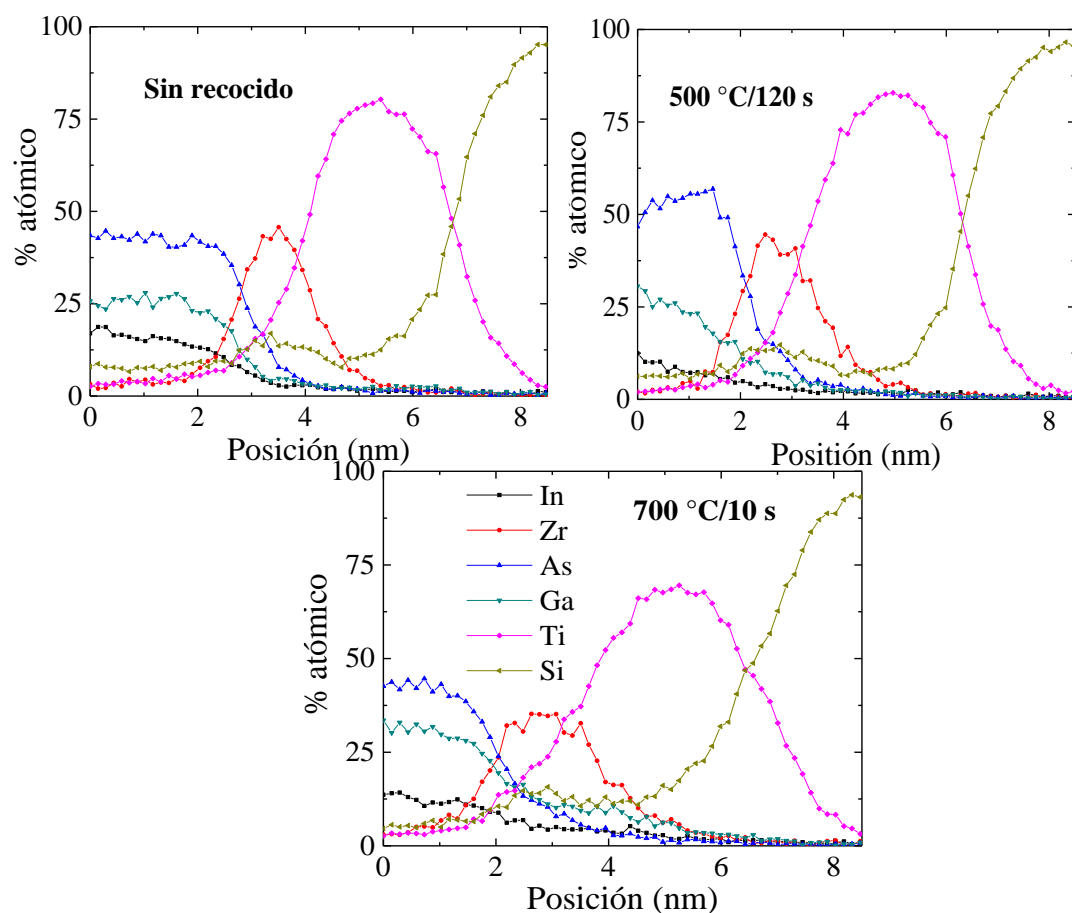 100
75
50
25
0
% atómico
Sin recocido
0 2 4 6 8
Posición (nm)
100
75
50
25
0
% atómico
500 °C/120 s
0 2 4 6 8
Positión (nm)
100
75
50
25
0
% atómico
In
Zr
As
Ga
Ti
Si
700 °C/10 s
0 2 4 6 8
Posición (nm)